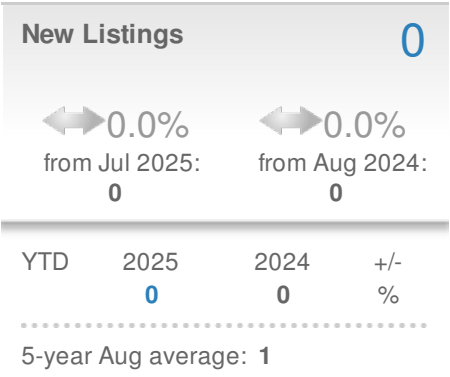 New Listings 0
0.0% 0.0%
from Jul 2025: from Aug 2024:
0 0
YTD 2025 2024 +/-
0 0 %
5-year Aug average: 1